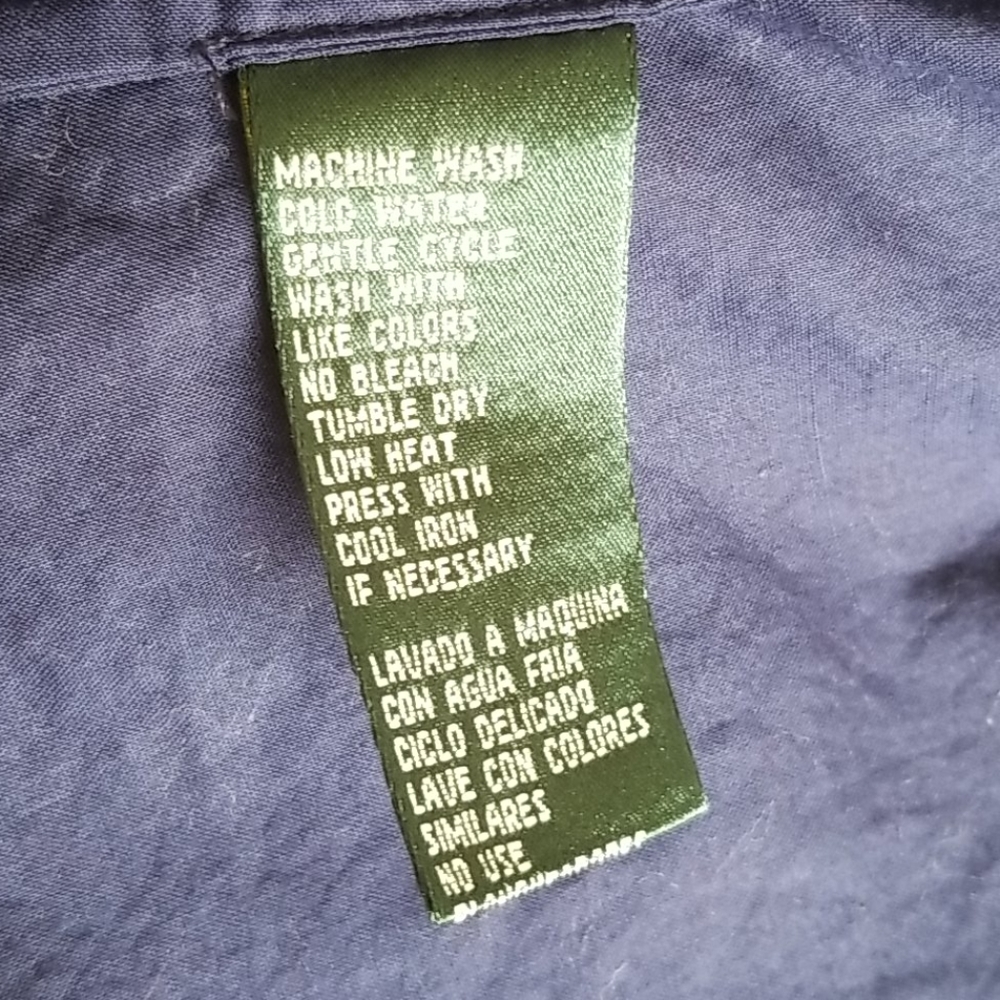 MACHINE WASH
COLD WATER
GENTLE CYCLE
WASH WITH
LIKE COLORS
NO BLEACH
TUMBLE DRY
LOW HEAT
PRESS WITH
COOL IRON
IF NECESSARY
LAVADO A MAQUINA
CON AGUA FRIA
CICLO DELICADO
LAVE CON COLORES
SIMILARES
NO USE